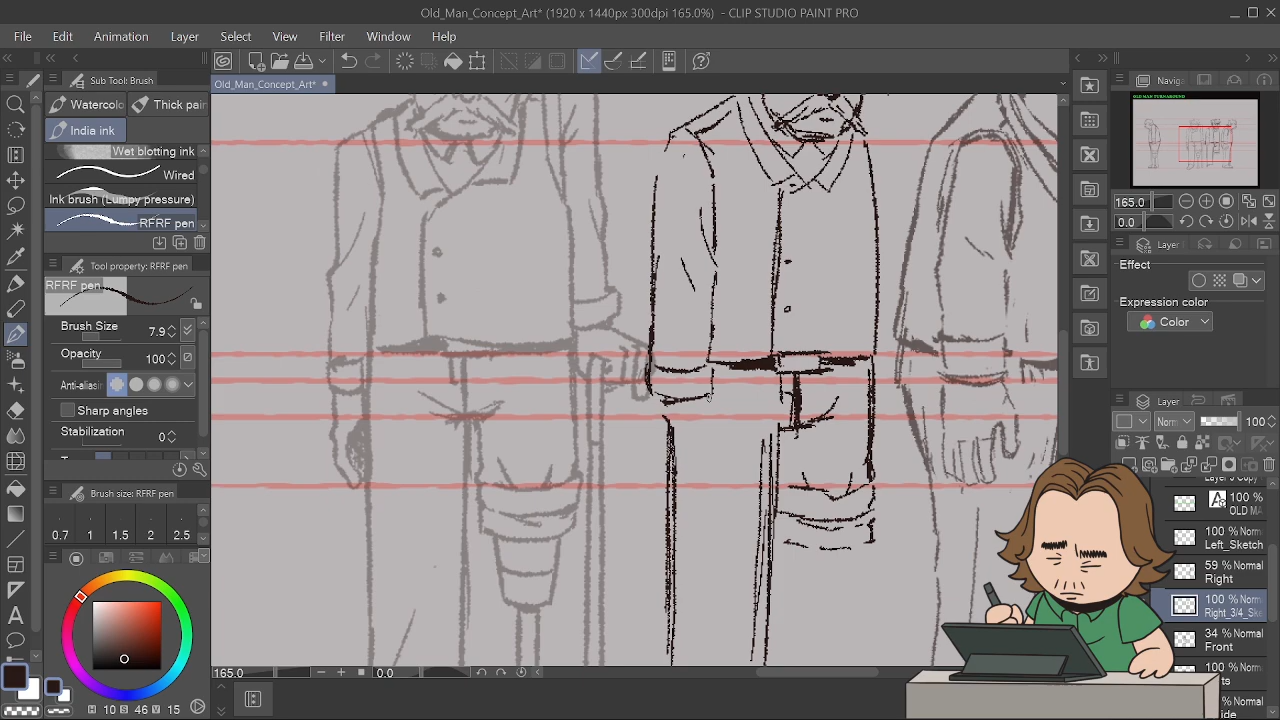 Old_Man_Concept_Art* (1920 x 1440px 300dpi 165.0%) - CLIP STUDIO PAINT PRO
File Edit Animation Layer Select View Filter Window Help
Sub Tool: Brush
Old_Man_Concept_Art*
Naviga
Watercolo
Thick pain
India ink
Wet blotting ink
Wired
Ink brush (Lumpy pressure)
RFRF pen
Tool property: RFRF pen
RFRF pen
Brush Size 7.9
Opacity 100
Anti-aliasi
Sharp angles
Stabilization 0
Brush size: RFRF pen
0.7 1 1.5 2 2.5
H 10 S 46 V 15
165.0 0.0
OLD MAN TURNAROUND
165.0
0.0
Layer
Effect
Expression color
Color
Layer
Norm 100
100 %
OLD MA
100 % Norm
Left_Sketch
59 % Normal
Right
100 % Norm
Right_3/4_Ske
34 % Normal
Front
100 % Norm